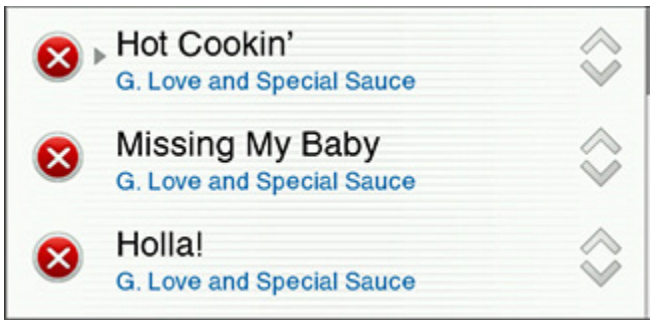 Hot Cookin’
G. Love and Special Sauce
Missing My Baby
G. Love and Special Sauce
Holla!
G. Love and Special Sauce